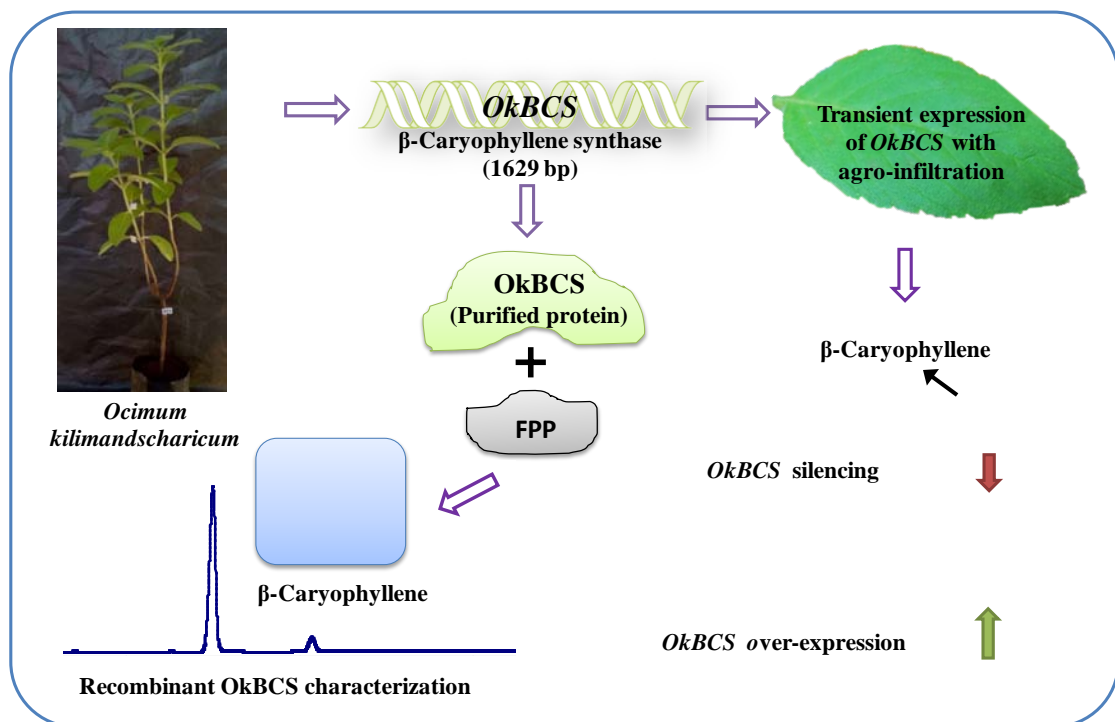 Ocimum
kilimandscharicum
OkBCS
β-Caryophyllene synthase
(1629 bp)
Transient expression
of OkBCS with
agro-infiltration
OkBCS
(Purified protein)
+
FPP
β-Caryophyllene
Recombinant OkBCS characterization
β-Caryophyllene
OkBCS silencing
OkBCS over-expression